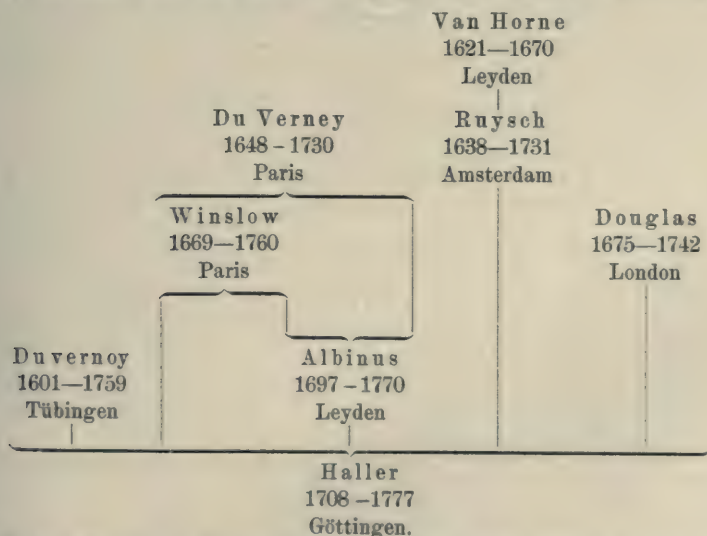 Van Horne
1621—1670
Leyden
Ruysch
1638—1731
Amsterdam
Du Verney
1648 – 1730
Paris
Winslow
1669—1760
Paris
Douglas
1675—1742
London
Duvernoy
1601—1759
Tübingen
Albinus
1697 – 1770
Leyden
Haller
1708 – 1777
Göttingen.